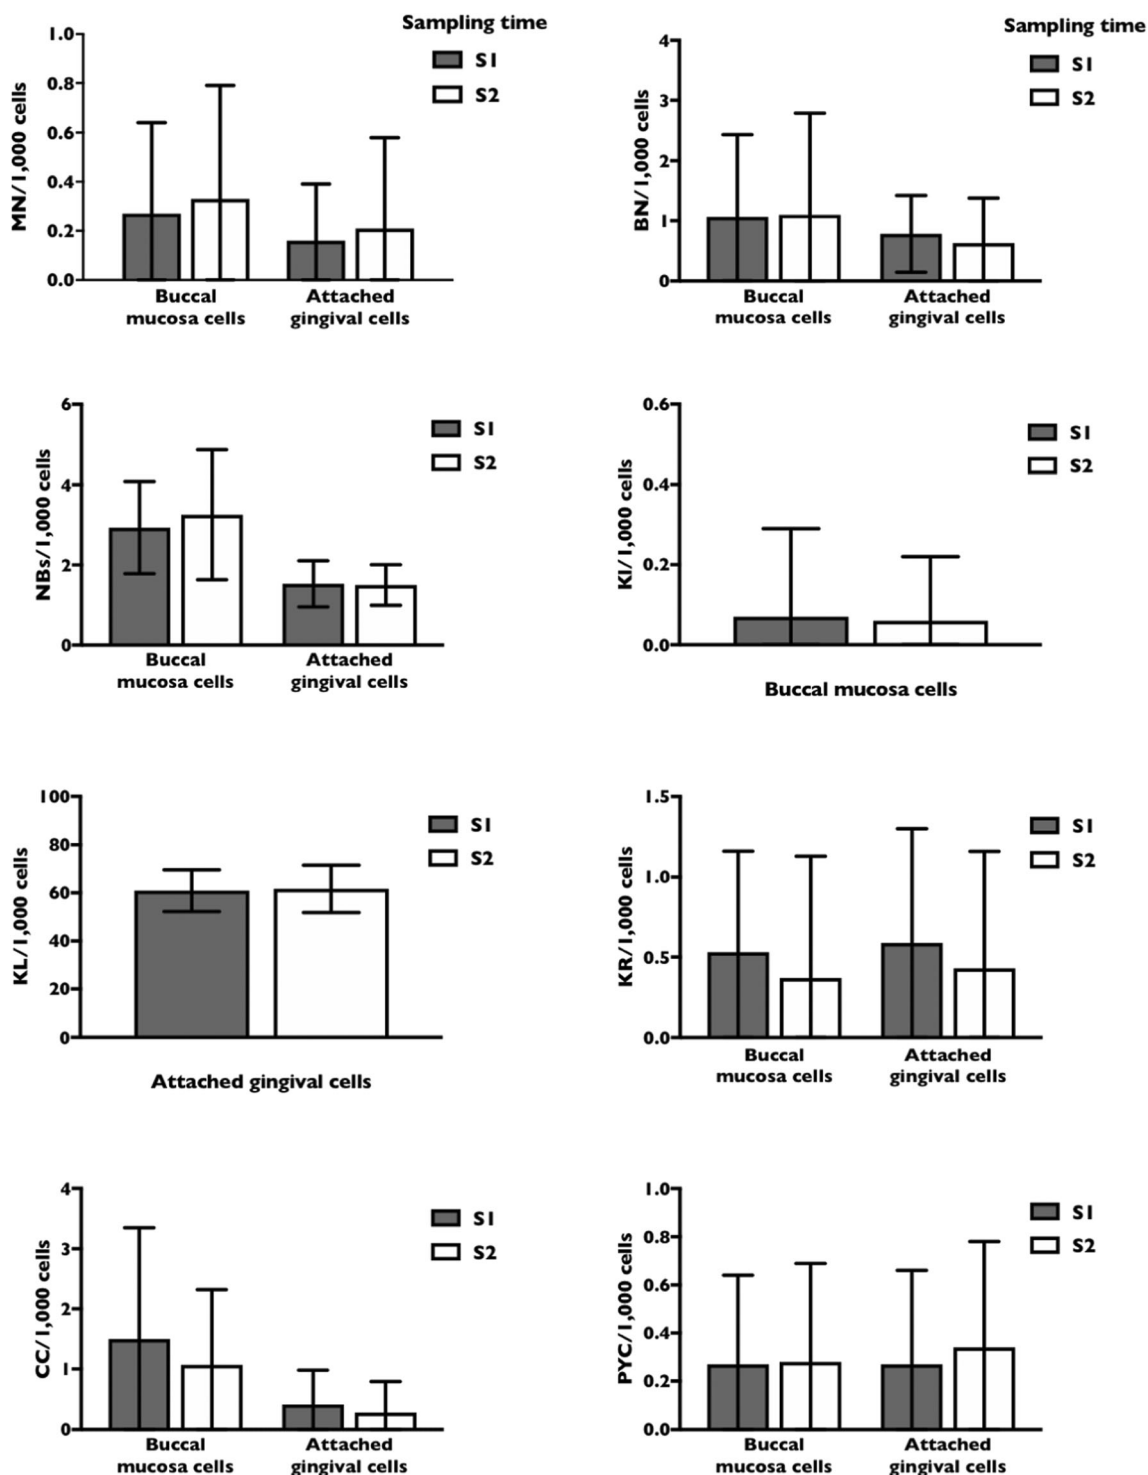 Sampling time
S1
S2
MN/1,000 cells
1.0
0.8
0.6
0.4
0.2
0.0
Buccal
mucosa cells
Attached
gingival cells
Sampling time
S1
S2
BN/1,000 cells
4
3
2
1
0
Buccal
mucosa cells
Attached
gingival cells
S1
S2
NBs/1,000 cells
6
4
2
0
Buccal
mucosa cells
Attached
gingival cells
S1
S2
KI/1,000 cells
0.6
0.4
0.2
0.0
Buccal mucosa cells
S1
S2
KL/1,000 cells
100
80
60
40
20
0
Attached gingival cells
S1
S2
KR/1,000 cells
1.5
1.0
0.5
0.0
Buccal
mucosa cells
Attached
gingival cells
S1
S2
CC/1,000 cells
4
3
2
1
0
Buccal
mucosa cells
Attached
gingival cells
S1
S2
PYC/1,000 cells
1.0
0.8
0.6
0.4
0.2
0.0
Buccal
mucosa cells
Attached
gingival cells